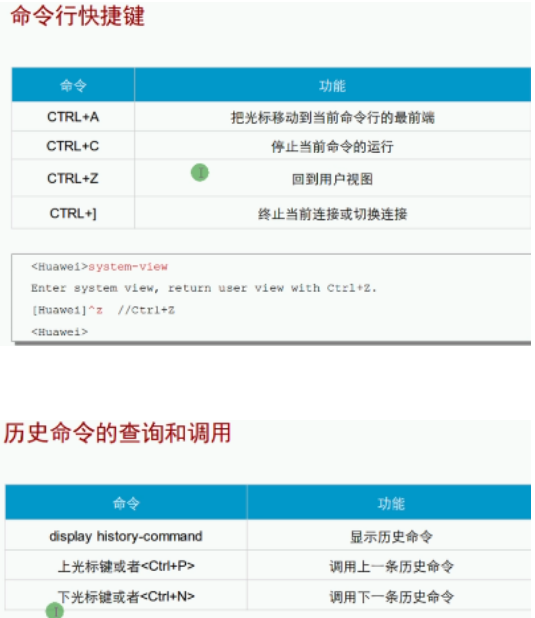 命令行快捷键
命令 功能
CTRL+A 把光标移动到当前命令行的最前端
CTRL+C 停止当前命令的运行
CTRL+Z 回到用户视图
CTRL+] 终止当前连接或切换连接
<Huawei>system-view
Enter system view, return user view with Ctrl+Z.
[Huawei]^z //Ctrl+Z
<Huawei>
历史命令的查询和调用
命令 功能
display history-command 显示历史命令
上光标键或者<Ctrl+P> 调用上一条历史命令
下光标键或者<Ctrl+N> 调用下一条历史命令